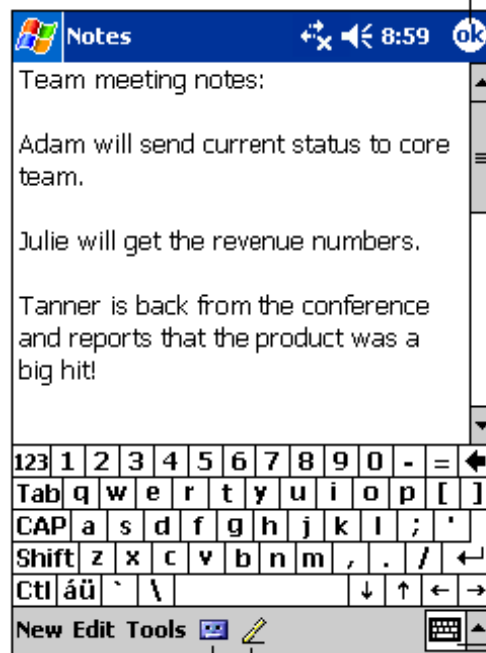 Notes 8:59 ok
Team meeting notes:
Adam will send current status to core
team.
Julie will get the revenue numbers.
Tanner is back from the conference
and reports that the product was a
big hit!
123 1 2 3 4 5 6 7 8 9 0 - = ←
Tab q w e r t y u i o p [ ]
CAP a s d f g h j k l ; '
Shift z x c v b n m , . / ↵
Ctl áü ` \ ↓ ↑ ← →
New Edit Tools